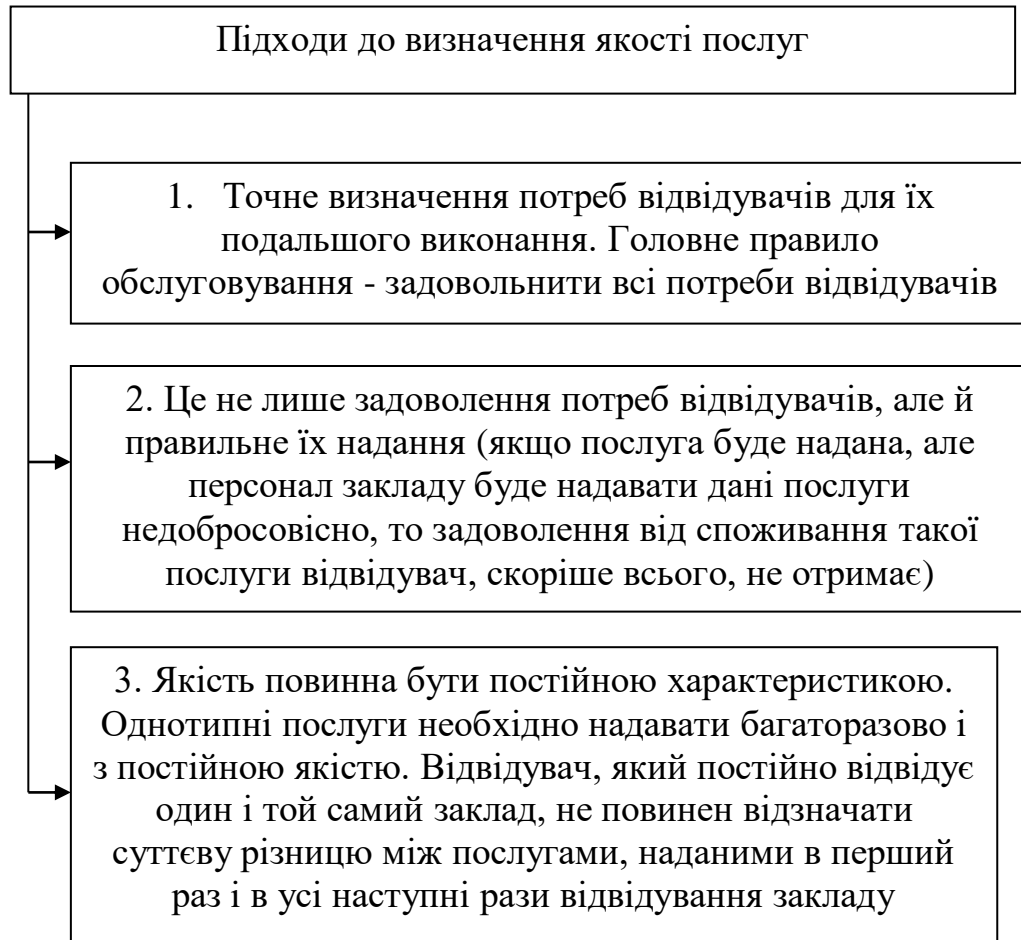 Підходи до визначення якості послуг
1. Точне визначення потреб відвідувачів для їх
подальшого виконання. Головне правило
обслуговування - задовольнити всі потреби відвідувачів
2. Це не лише задоволення потреб відвідувачів, але й
правильне їх надання (якщо послуга буде надана, але
персонал закладу буде надавати дані послуги
недобросовісно, то задоволення від споживання такої
послуги відвідувач, скоріше всього, не отримає)
3. Якість повинна бути постійною характеристикою.
Однотипні послуги необхідно надавати багаторазово і
з постійною якістю. Відвідувач, який постійно відвідує
один і той самий заклад, не повинен відзначати
суттєву різницю між послугами, наданими в перший
раз і в усі наступні рази відвідування закладу